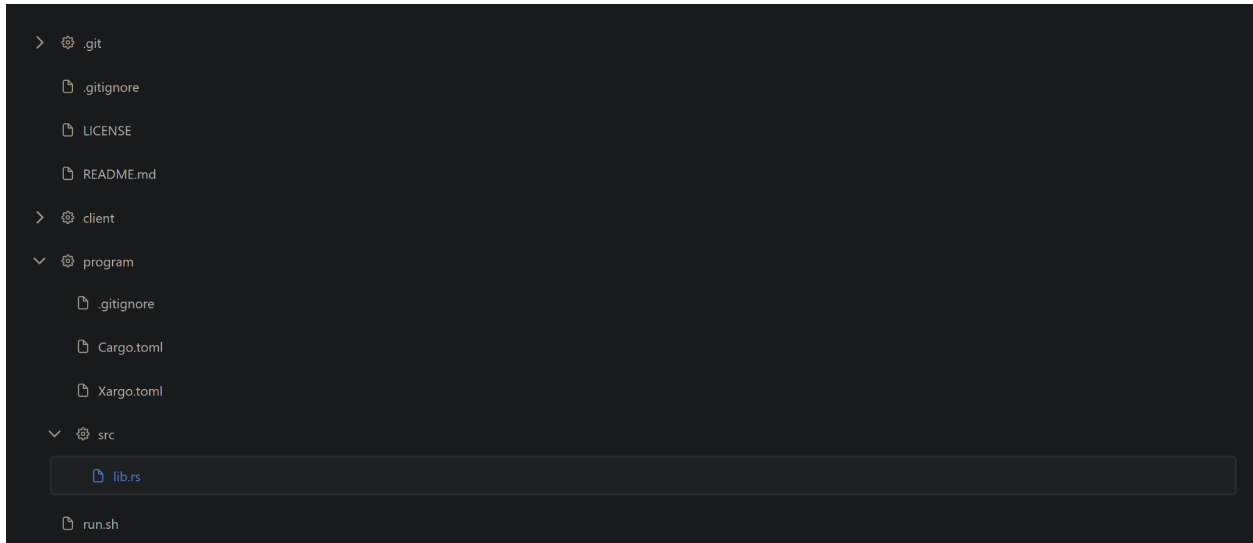 .git
.gitignore
LICENSE
README.md
client
program
.gitignore
Cargo.toml
Xargo.toml
src
lib.rs
run.sh